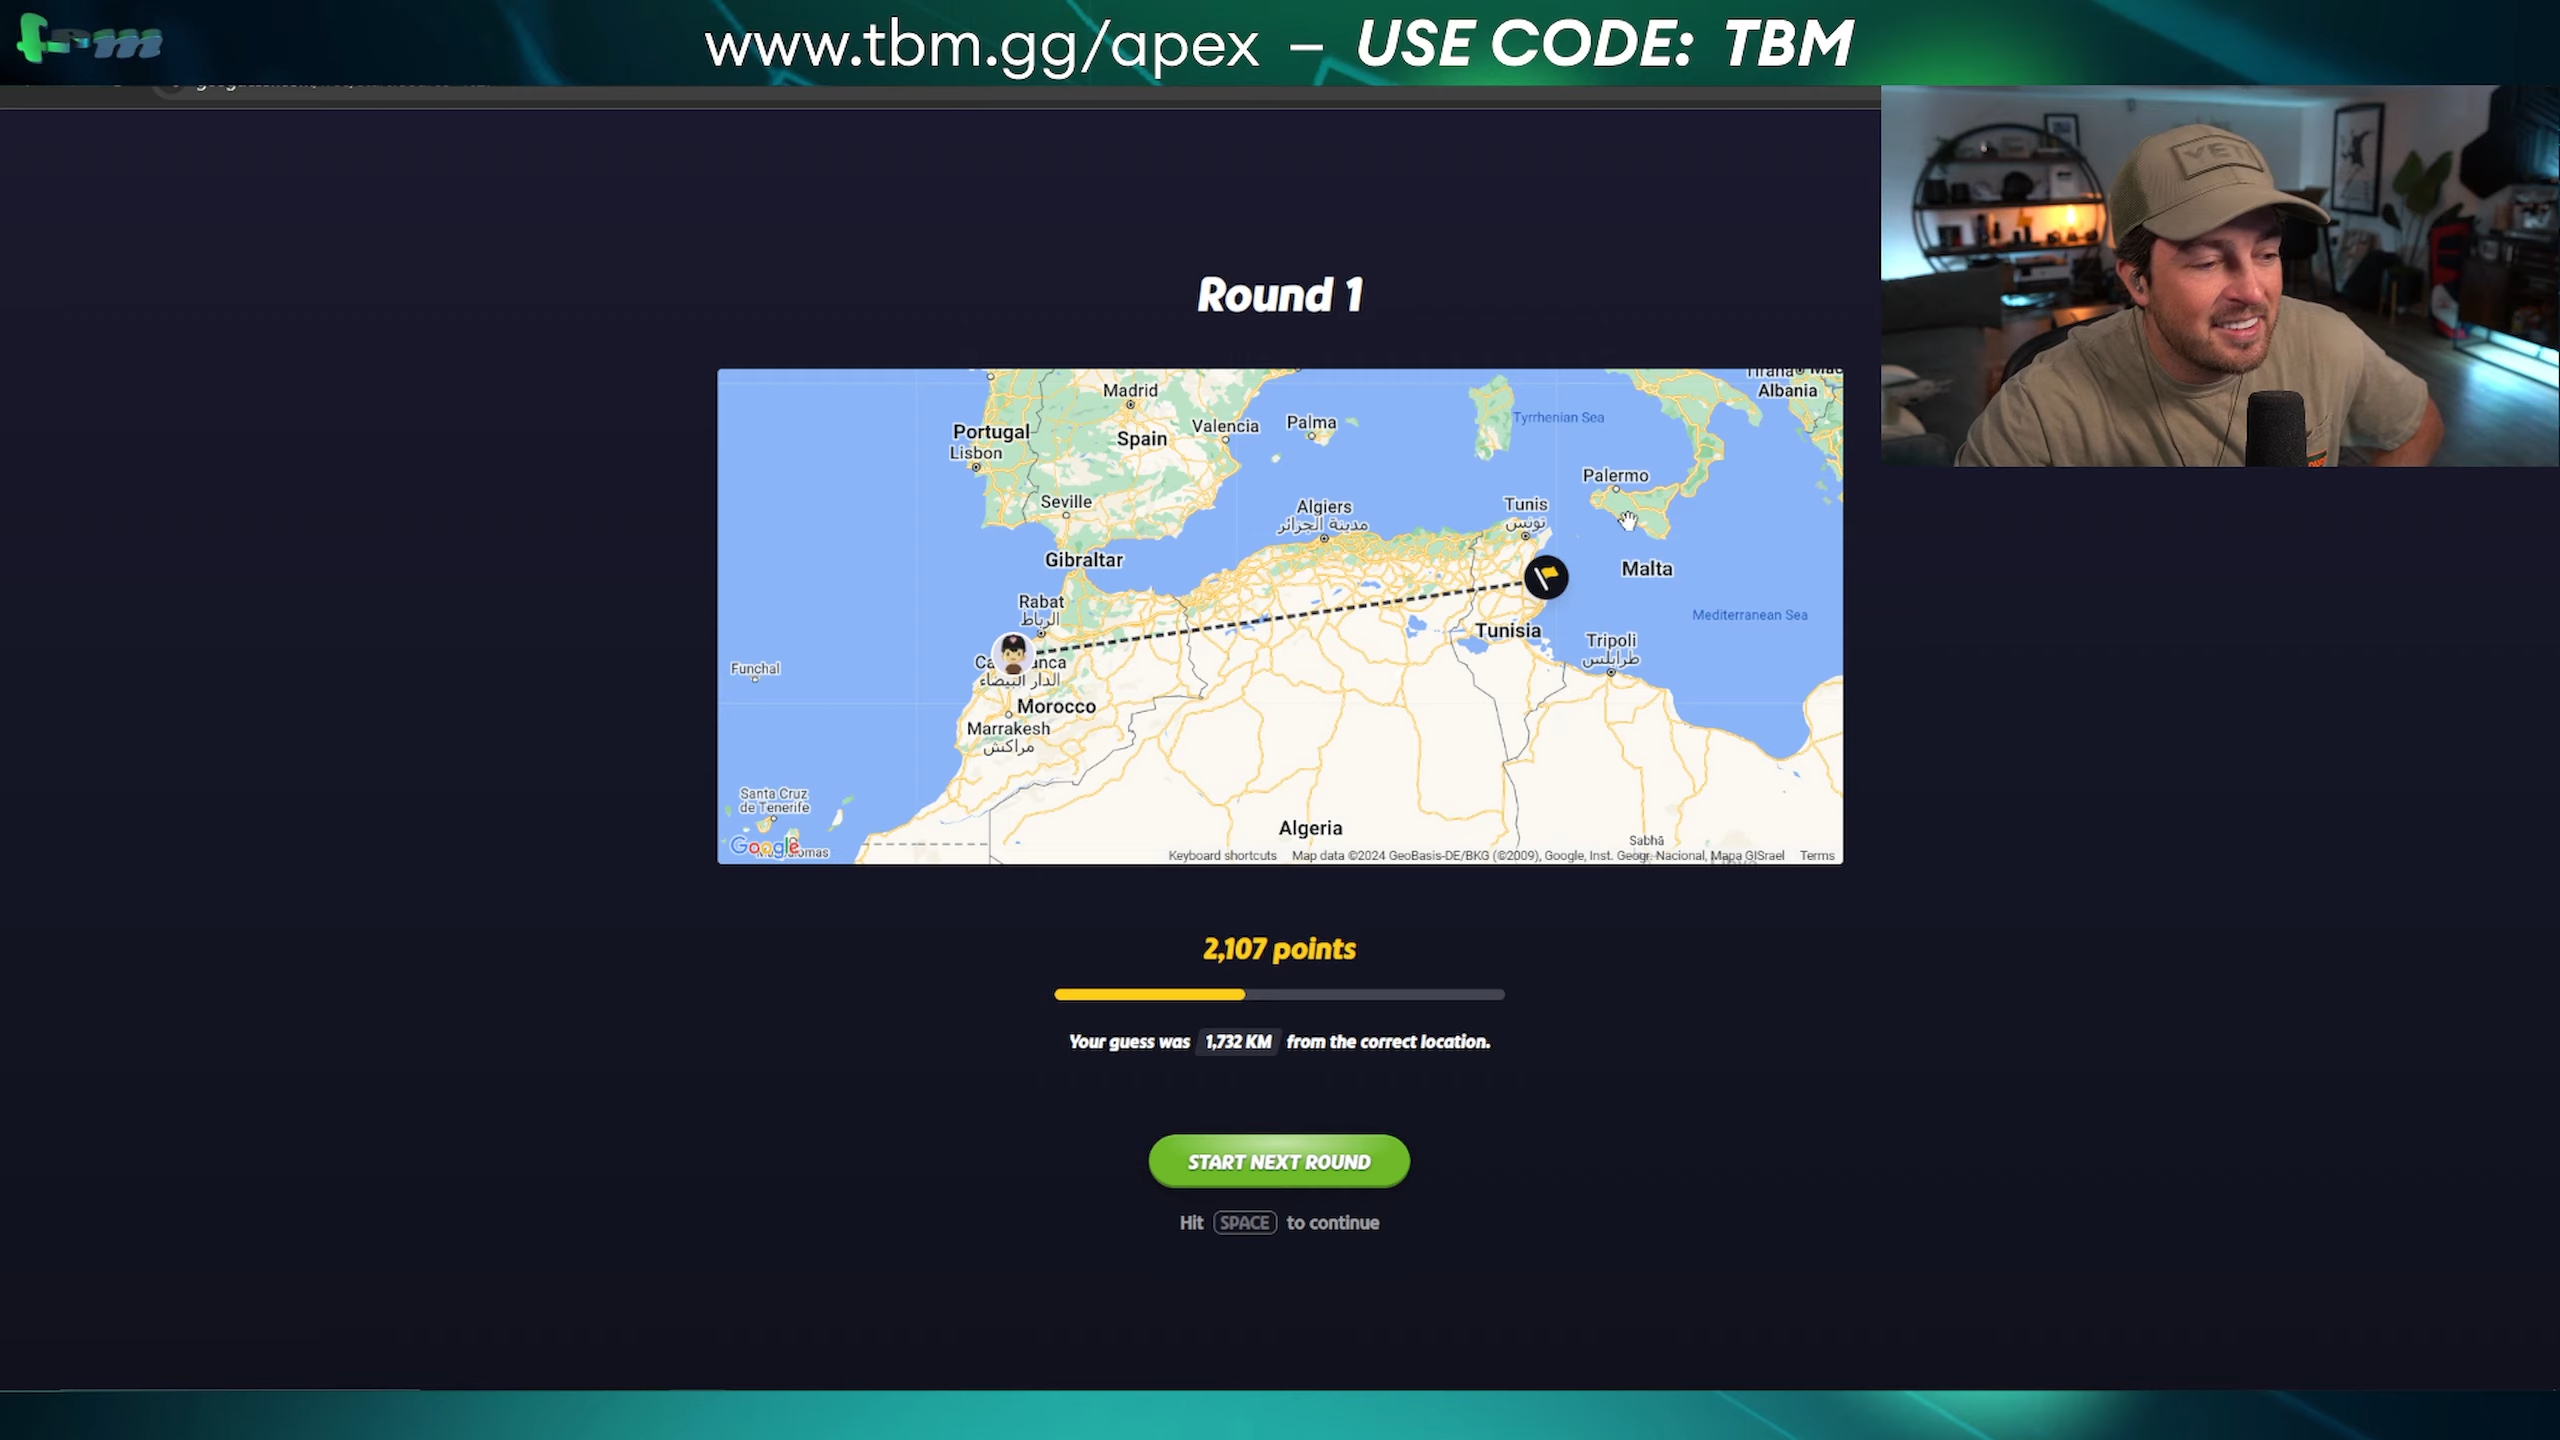 www.tbm.gg/apex – USE CODE: TBM
YETI
Round 1
Madrid
Albania
Portugal
Lisbon
Spain
Valencia
Palma
Tyrrhenian Sea
Seville
Palermo
Algiers
مدينة الجزائر
Tunis
تونس
Gibraltar
Malta
Rabat
الرباط
Mediterranean Sea
Tunisia
Tripoli
طرابلس
Funchal
الدار البيضاء
Morocco
Marrakesh
مراكش
Santa Cruz
de Tenerife
Algeria
Sabhā
Google
Keyboard shortcuts Map data ©2024 GeoBasis-DE/BKG (©2009), Google, Inst. Geogr. Nacional, Mapa GISrael Terms
2,107 points
Your guess was 1,732 KM from the correct location.
START NEXT ROUND
Hit SPACE to continue